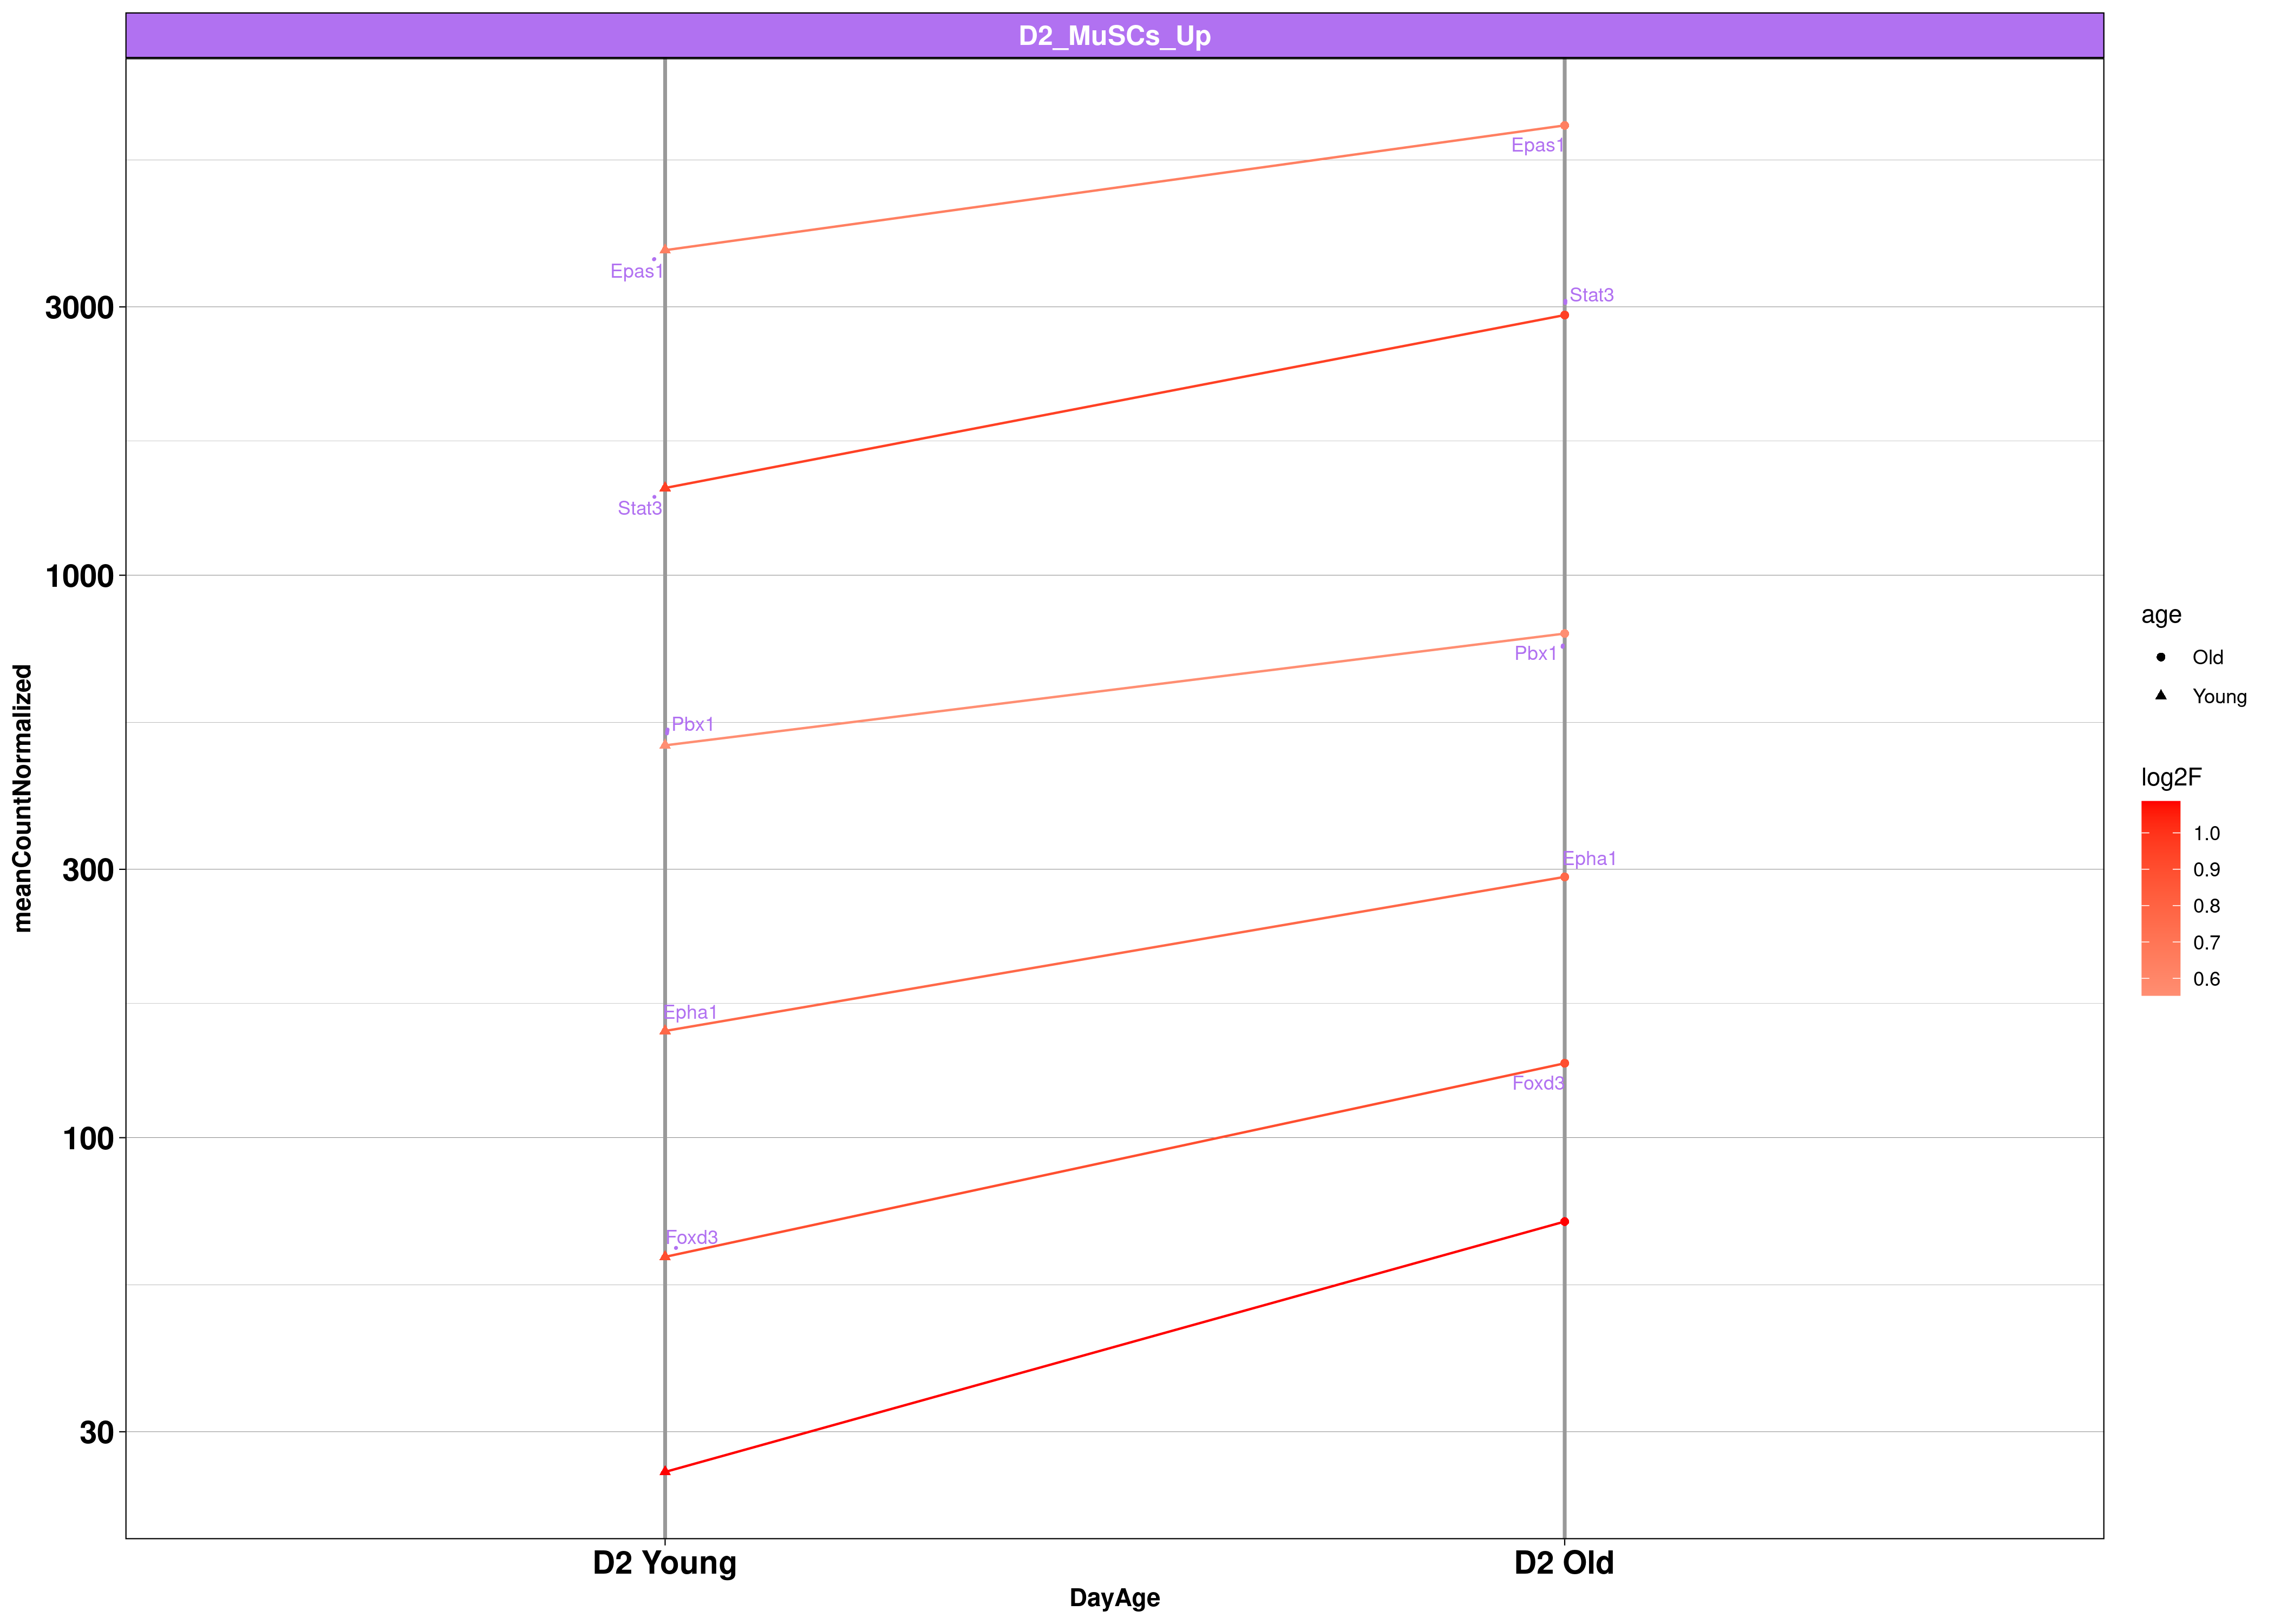 D2_MuSCs_Up
meanCountNormalized
3000
1000
300
100
30
Epas1
Epas1
Stat3
Stat3
Pbx1
Pbx1
Epha1
Epha1
Foxd3
Foxd3
D2 Young
D2 Old
DayAge
age
Old
Young
log2F
1.0
0.9
0.8
0.7
0.6